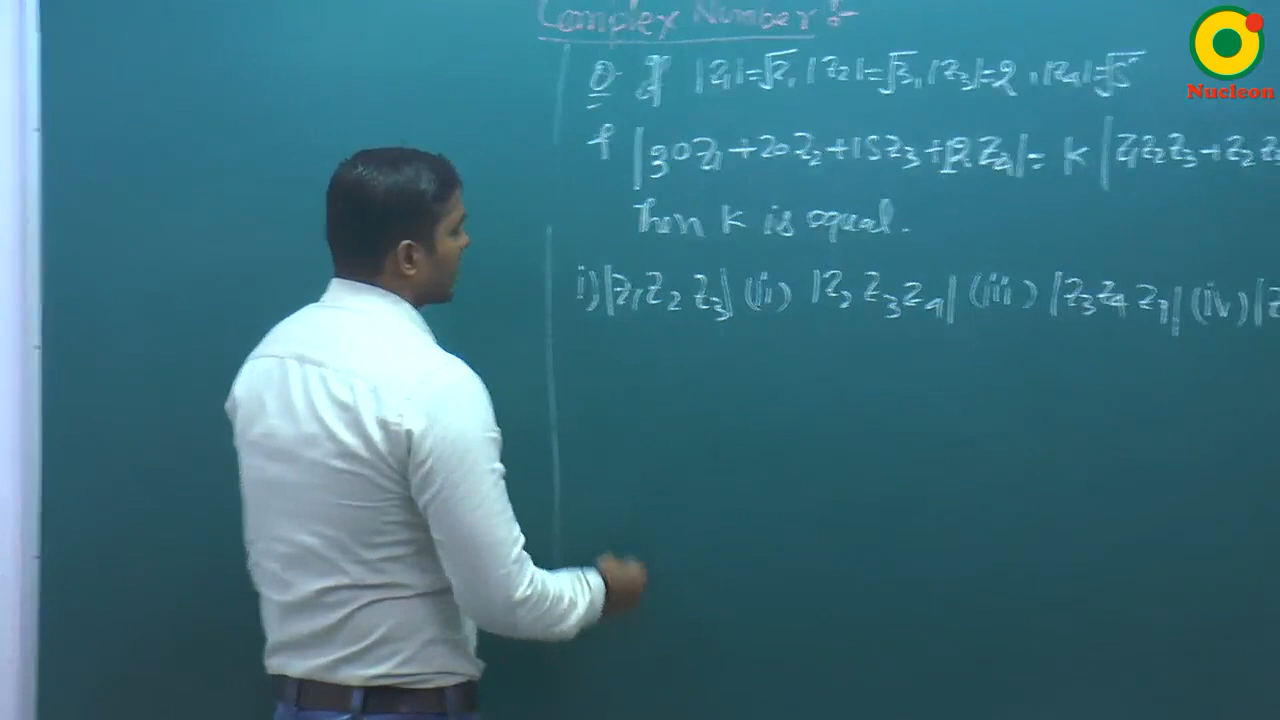 Complex Number :-
Nucleon
Q If |z₁|=√2, |z₂|=√3, |z₃|=2, |z₄|=√5
f |30z₁+20z₂+15z₃+12z₄|= k |z₁z₂z₃+z₂z
Then k is equal.
i) |z₁z₂z₃| (ii) |z₂z₃z₄| (iii) |z₃z₄z₁| (iv) |z